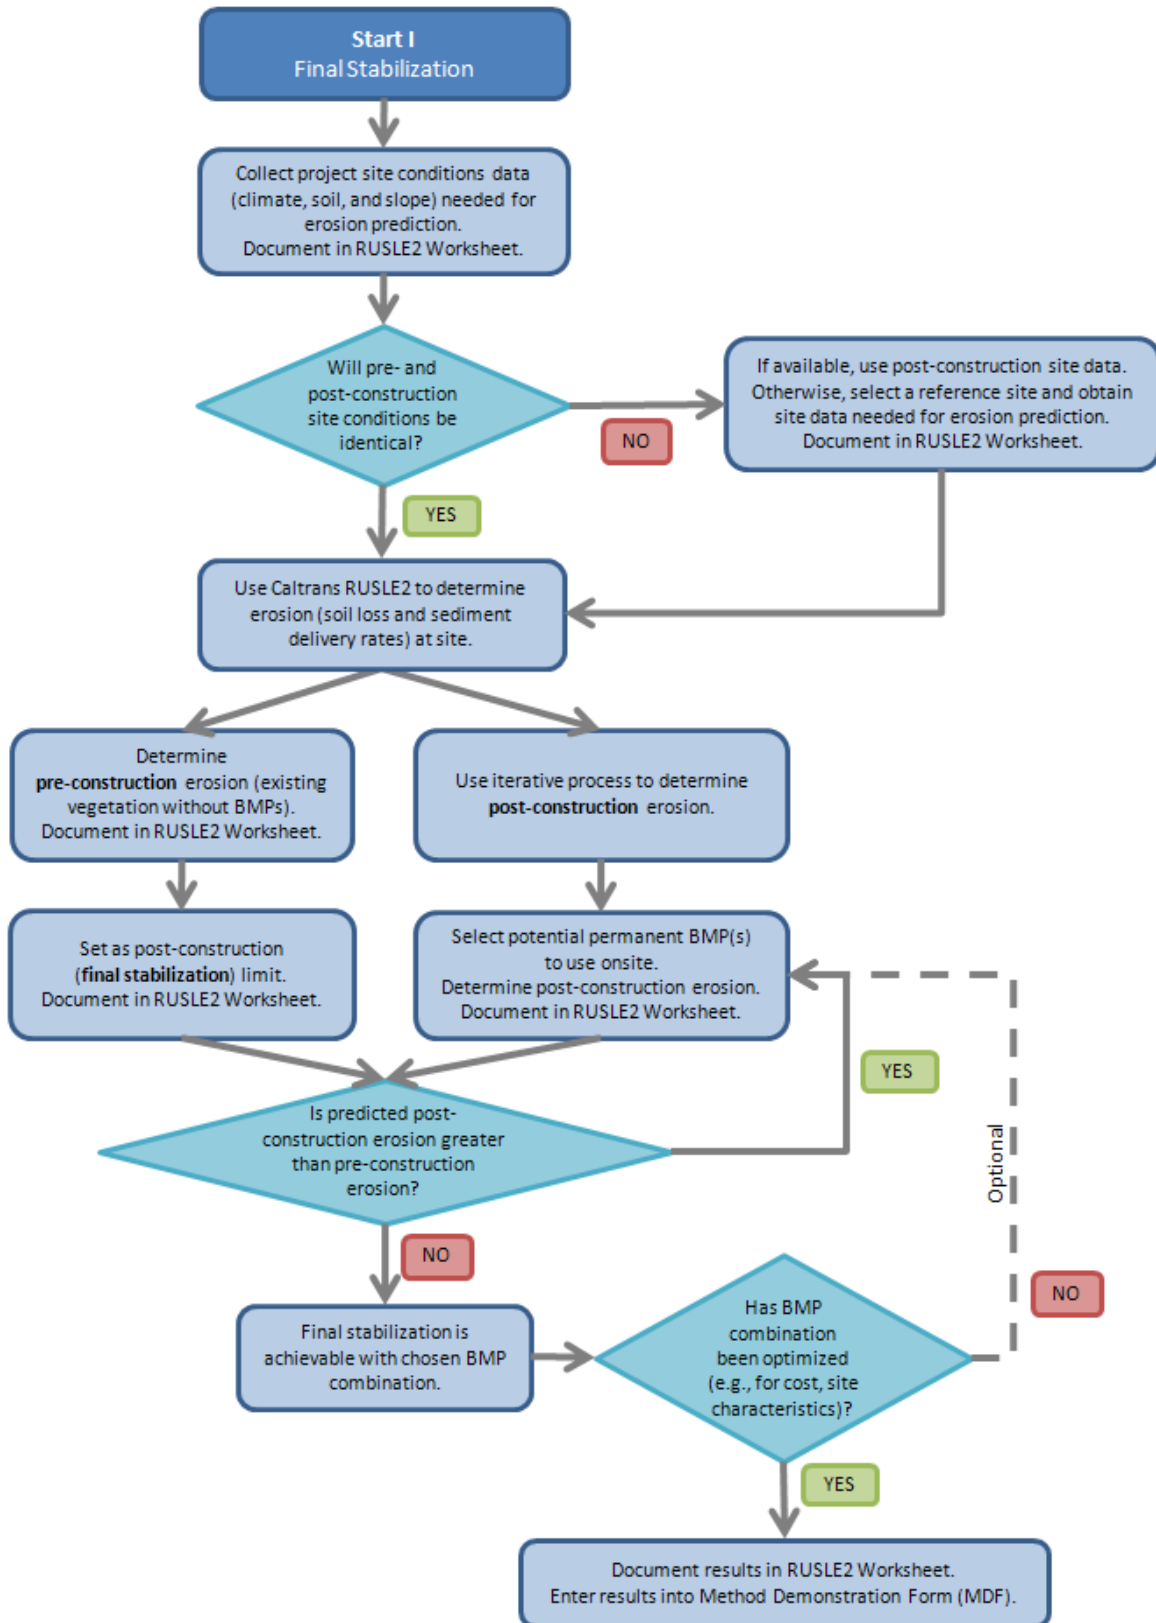 Start I
Final Stabilization
Collect project site conditions data
(climate, soil, and slope) needed for
erosion prediction.
Document in RUSLE2 Worksheet.
Will pre- and
post-construction
site conditions be
identical?
NO
If available, use post-construction site data.
Otherwise, select a reference site and obtain
site data needed for erosion prediction.
Document in RUSLE2 Worksheet.
YES
Use Caltrans RUSLE2 to determine
erosion (soil loss and sediment
delivery rates) at site.
Determine
pre-construction erosion (existing
vegetation without BMPs).
Document in RUSLE2 Worksheet.
Use iterative process to determine
post-construction erosion.
Set as post-construction
(final stabilization) limit.
Document in RUSLE2 Worksheet.
Select potential permanent BMP(s)
to use onsite.
Determine post-construction erosion.
Document in RUSLE2 Worksheet.
YES
Is predicted post-
construction erosion greater
than pre-construction
erosion?
Optional
NO
NO
Final stabilization is
achievable with chosen BMP
combination.
Has BMP
combination
been optimized
(e.g., for cost, site
characteristics)?
YES
Document results in RUSLE2 Worksheet.
Enter results into Method Demonstration Form (MDF).